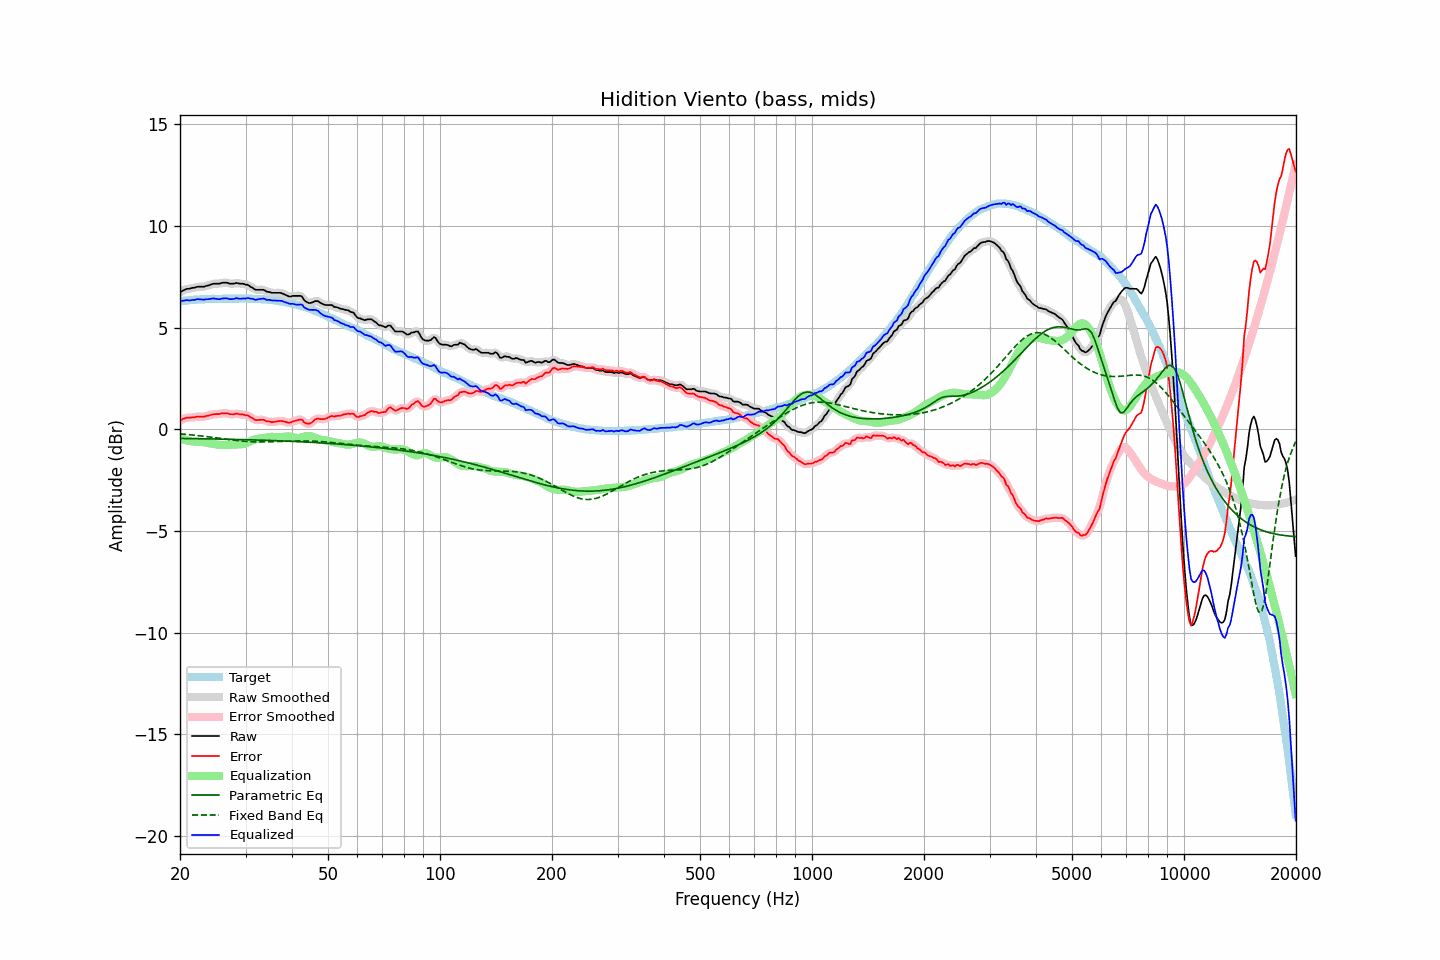 Hidition Viento (bass, mids)
15
10
5
0
−5
−10
−15
−20
Amplitude (dBr)
Target
Raw Smoothed
Error Smoothed
Raw
Error
Equalization
Parametric Eq
Fixed Band Eq
Equalized
20
50
100
200
500
1000
2000
5000
10000
20000
Frequency (Hz)